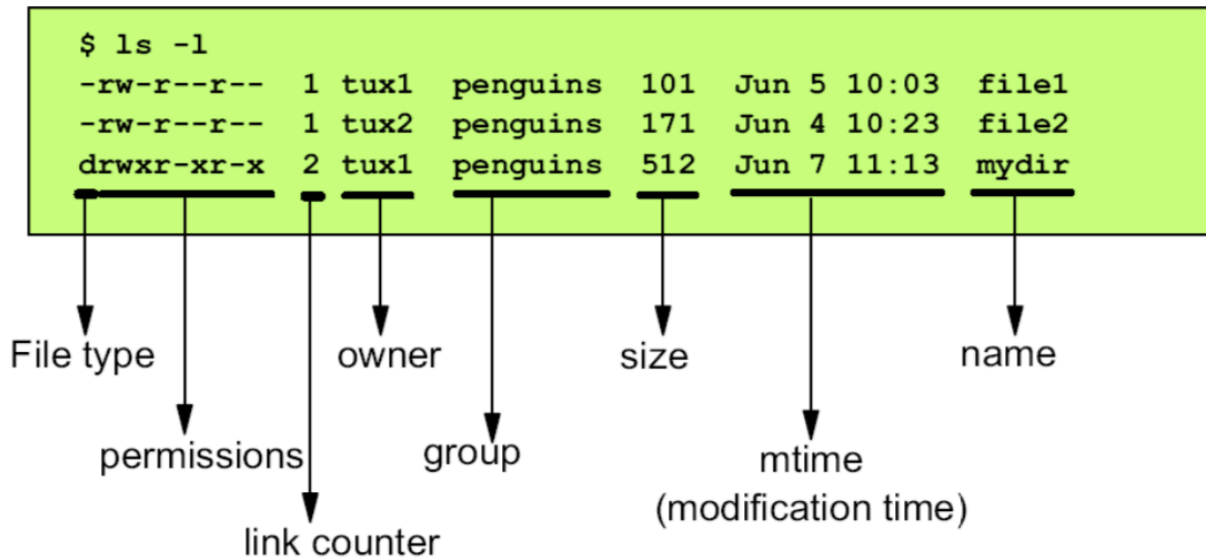 $ ls -l
-rw-r--r-- 1 tux1 penguins 101 Jun 5 10:03 file1
-rw-r--r-- 1 tux2 penguins 171 Jun 4 10:23 file2
drwxr-xr-x 2 tux1 penguins 512 Jun 7 11:13 mydir
File type owner size name
permissions group mtime
(modification time)
link counter